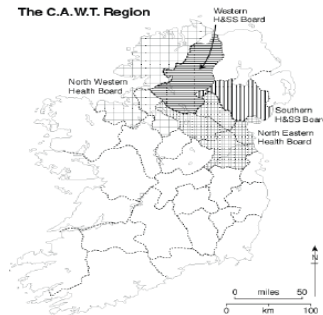 The C.A.W.T. Region
Western
H&SS Board
North Western
Health Board
Southern
H&SS Boar
North Eastern
Health Board
N
0 miles 50
0 km 100